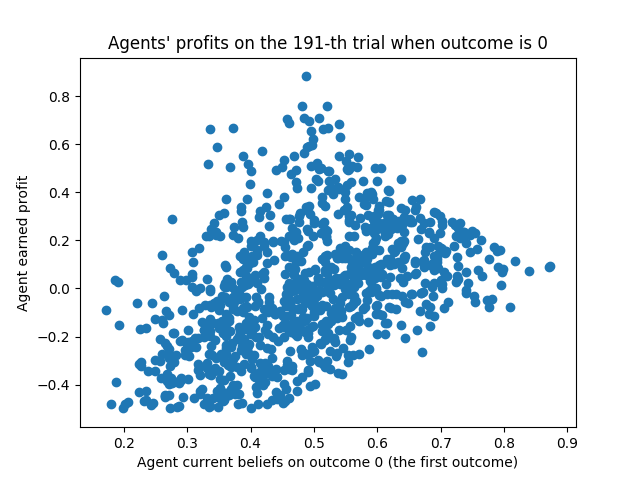 Agents' profits on the 191-th trial when outcome is 0
Agent earned profit
0.8
0.6
0.4
0.2
0.0
−0.2
−0.4
0.2 0.3 0.4 0.5 0.6 0.7 0.8 0.9
Agent current beliefs on outcome 0 (the first outcome)